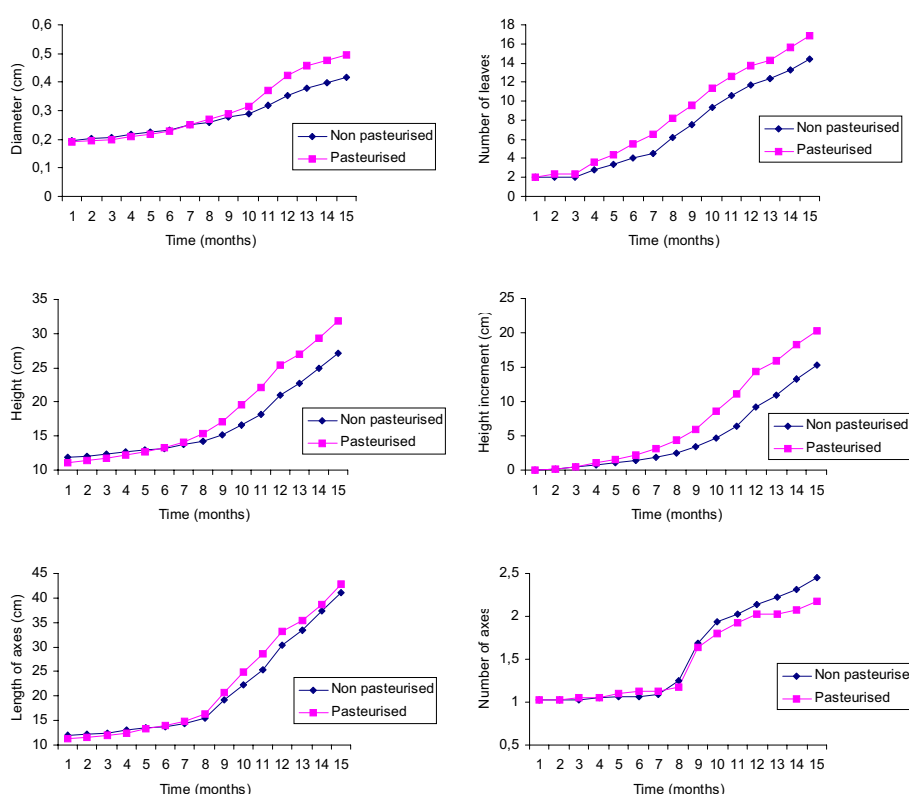 Diameter (cm)
0,6
0,5
0,4
0,3
0,2
0,1
0
1 2 3 4 5 6 7 8 9 10 11 12 13 14 15
Time (months)
Non pasteurised
Pasteurised
Number of leaves
18
16
14
12
10
8
6
4
2
0
1 2 3 4 5 6 7 8 9 10 11 12 13 14 15
Time (months)
Non pasteurised
Pasteurised
Height (cm)
35
30
25
20
15
10
1 2 3 4 5 6 7 8 9 10 11 12 13 14 15
Time (months)
Non pasteurised
Pasteurised
Height increment (cm)
25
20
15
10
5
0
1 2 3 4 5 6 7 8 9 10 11 12 13 14 15
Time (months)
Non pasteurised
Pasteurised
Length of axes (cm)
45
40
35
30
25
20
15
10
1 2 3 4 5 6 7 8 9 10 11 12 13 14 15
Time (months)
Non pasteurised
Pasteurised
Number of axes
2,5
2
1,5
1
0,5
1 2 3 4 5 6 7 8 9 10 11 12 13 14 15
Time (months)
Non pasteurised
Pasteurised